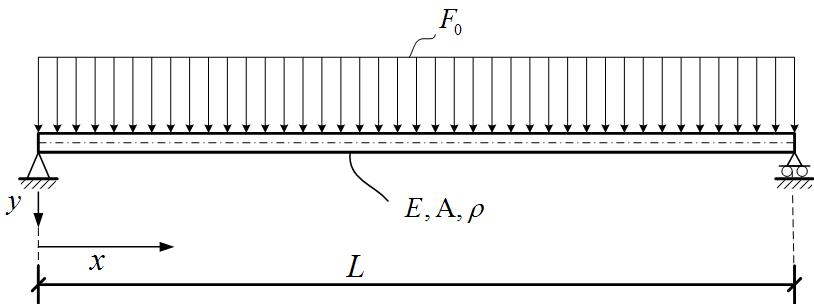 F₀
E, A, ρ
y
x
L